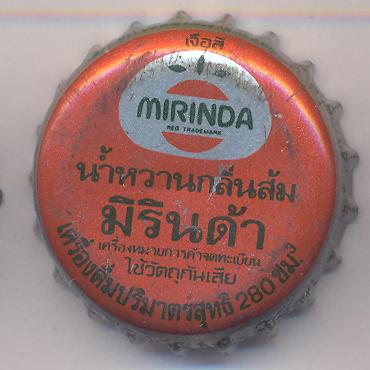 เจือสี
MIRINDA
REG TRADEMARK
น้ำหวานกลิ่นส้ม
มิรินด้า
เครื่องหมายการค้าจดทะเบียน
ใช้วัตถุกันเสีย
เครื่องดื่มปริมาตรสุทธิ 280 ซม.³